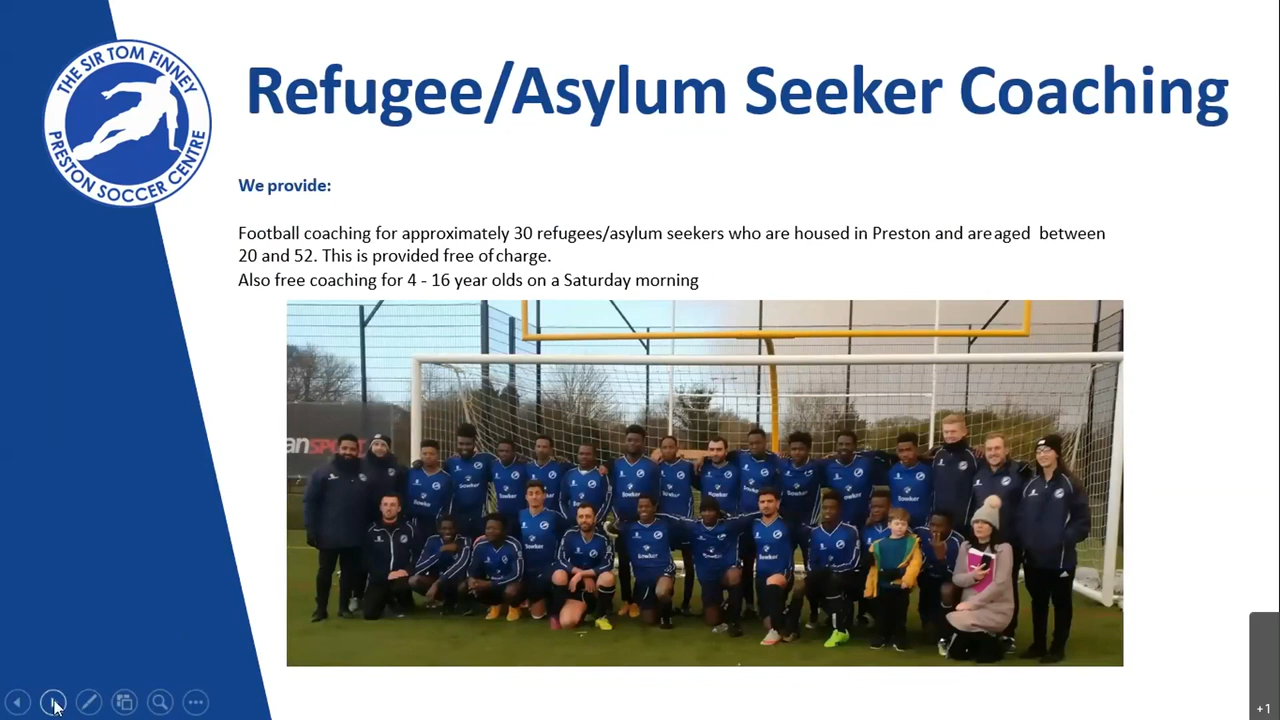 THE SIR TOM FINNEY
PRESTON SOCCER CENTRE
Refugee/Asylum Seeker Coaching
We provide:
Football coaching for approximately 30 refugees/asylum seekers who are housed in Preston and are aged between
20 and 52. This is provided free of charge.
Also free coaching for 4 - 16 year olds on a Saturday morning
Bowker
+1